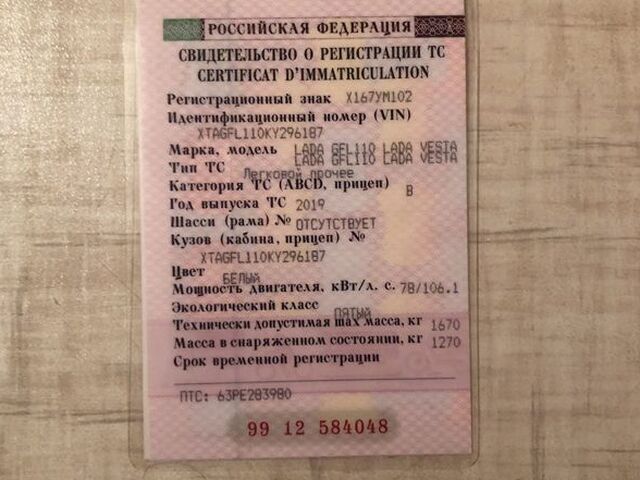 РОССИЙСКАЯ ФЕДЕРАЦИЯ
СВИДЕТЕЛЬСТВО О РЕГИСТРАЦИИ ТС
CERTIFICAT D'IMMATRICULATION
Регистрационный знак Х167УМ102
Идентификационный номер (VIN)
XTAGFL110KY296187
Марка, модель LADA GFL110 LADA VESTA
LADA GFL110 LADA VESTA
Тип ТС Легковой прочее
Категория ТС (ABCD, прицеп) B
Год выпуска ТС 2019
Шасси (рама) № ОТСУТСТВУЕТ
Кузов (кабина, прицеп) №
XTAGFL110KY296187
Цвет БЕЛЫЙ
Мощность двигателя, кВт/л. с. 78/106.1
Экологический класс ПЯТЫЙ
Технически допустимая max масса, кг 1670
Масса в снаряженном состоянии, кг 1270
Срок временной регистрации
ПТС: 63РЕ283980
99 12 584048